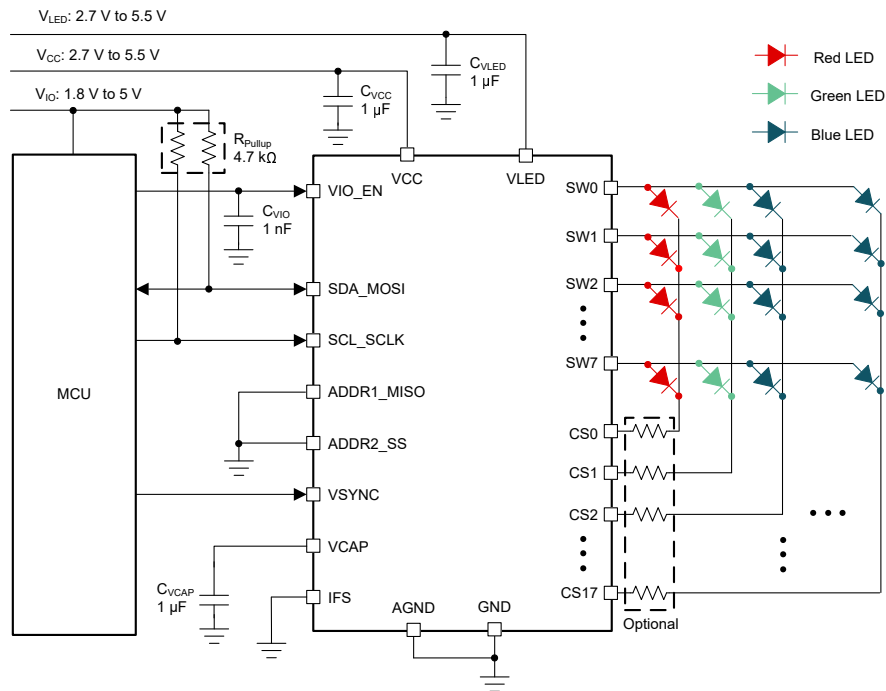 VLED: 2.7 V to 5.5 V
VCC: 2.7 V to 5.5 V
VIO: 1.8 V to 5 V
CVLED
1 µF
CVCC
1 µF
RPullup
4.7 kΩ
Red LED
Green LED
Blue LED
VCC
VLED
VIO_EN
CVIO
1 nF
SDA_MOSI
SCL_SCLK
MCU
ADDR1_MISO
ADDR2_SS
VSYNC
VCAP
CVCAP
1 µF
IFS
AGND
GND
SW0
SW1
SW2
SW7
CS0
CS1
CS2
CS17
Optional